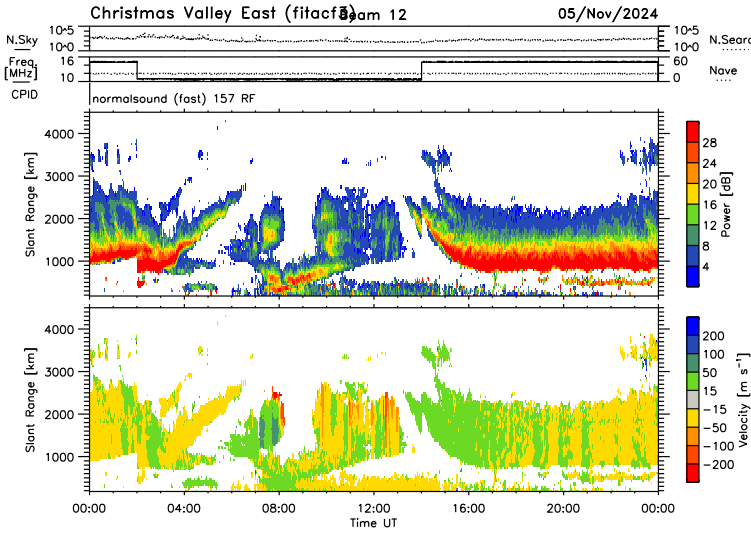 Christmas Valley East (fitacf3) Beam 12 05/Nov/2024
N.Sky 10^5 10^0 10^5 10^0 N.Searc
Freq. [MHz] 16 10 60 0 Nave
CPID normalsound (fast) 157 RF
Slant Range [km] 4000 3000 2000 1000
Power [dB] 28 24 20 16 12 8 4
Slant Range [km] 4000 3000 2000 1000
Velocity [m s⁻¹] 200 100 50 15 −15 −50 −100 −200
00:00 04:00 08:00 12:00 16:00 20:00 00:00
Time UT